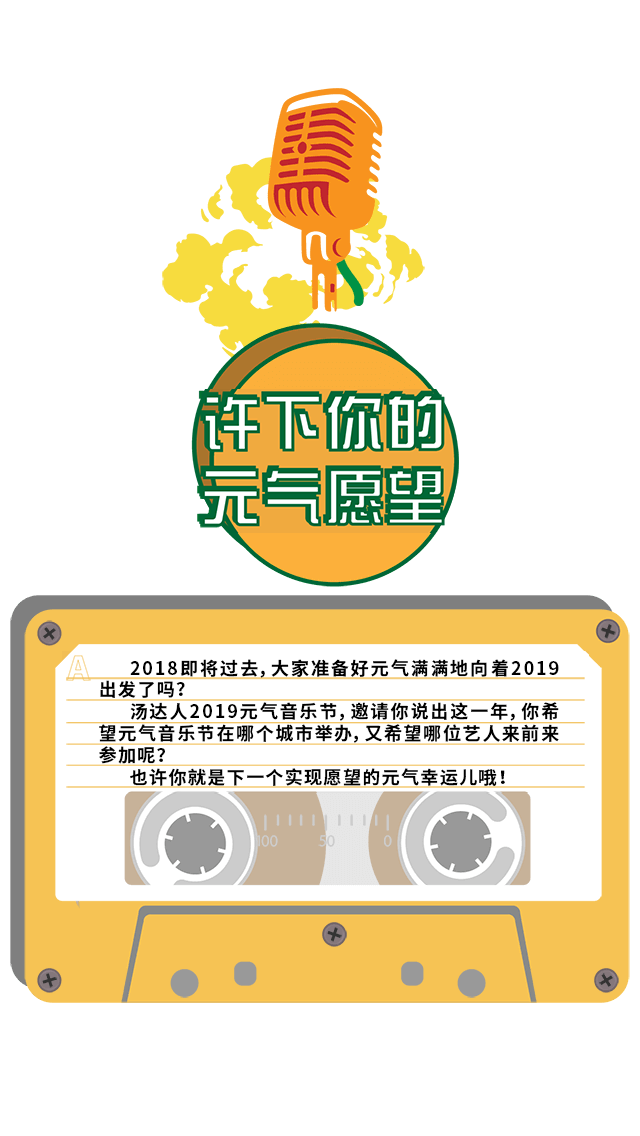 许下你的
元气愿望
A
2018即将过去,大家准备好元气满满地向着2019
出发了吗?
汤达人2019元气音乐节,邀请你说出这一年,你希
望元气音乐节在哪个城市举办,又希望哪位艺人来前来
参加呢?
也许你就是下一个实现愿望的元气幸运儿哦!
100 50 0